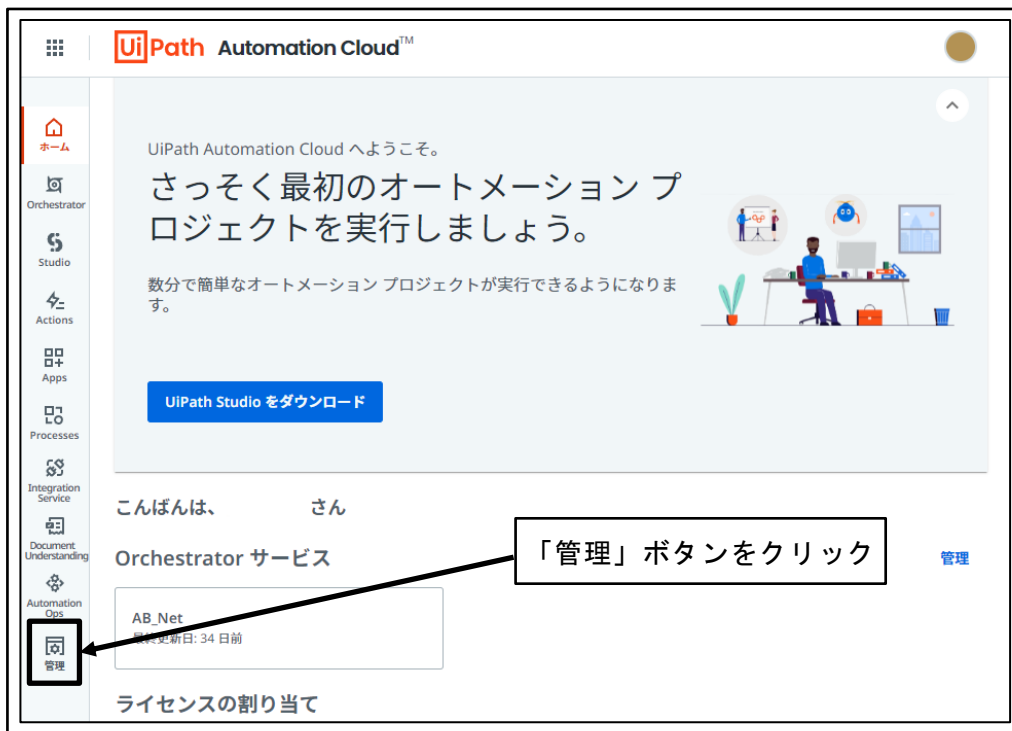 UiPath Automation Cloud™
ホーム
Orchestrator
Studio
Actions
Apps
Processes
Integration
Service
Document
Understanding
Automation
Ops
管理
UiPath Automation Cloud へようこそ。
さっそく最初のオートメーション プ
ロジェクトを実行しましょう。
数分で簡単なオートメーション プロジェクトが実行できるようになりま
す。
UiPath Studio をダウンロード
こんばんは、 さん
「管理」ボタンをクリック
Orchestrator サービス
管理
AB_Net
最終更新日: 34 日前
ライセンスの割り当て